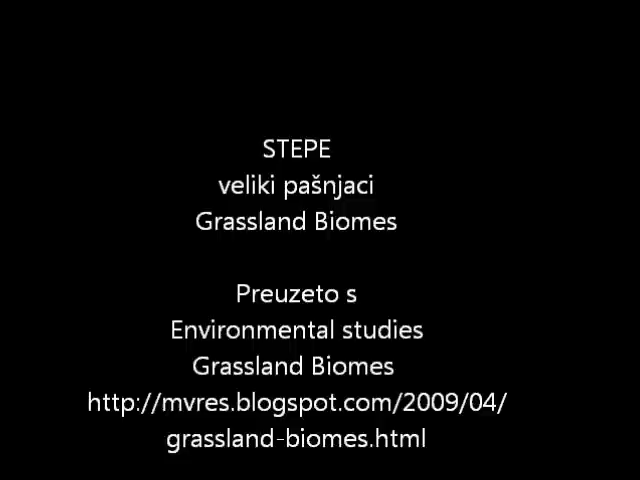 STEPE
veliki pašnjaci
Grassland Biomes
Preuzeto s
Environmental studies
Grassland Biomes
http://mvres.blogspot.com/2009/04/
grassland-biomes.html